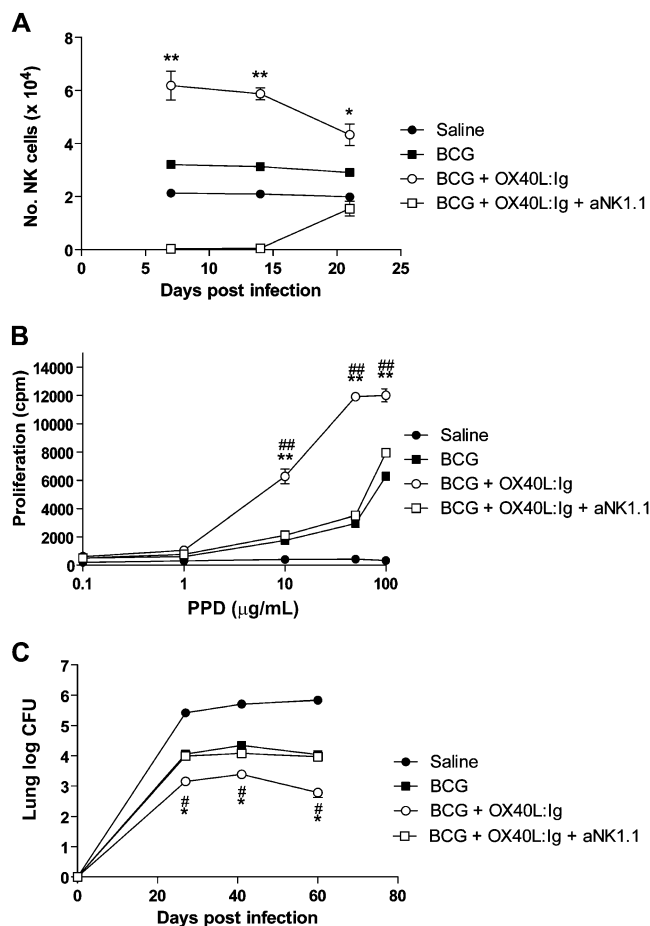 A
No. NK cells (x 10⁴)
8
6
4
2
0
** ** *
0 5 10 15 20 25
Days post infection
Saline
BCG
BCG + OX40L:Ig
BCG + OX40L:Ig + aNK1.1
B
Proliferation (cpm)
14000
12000
10000
8000
6000
4000
2000
0
## ## ##
** ** **
0.1 1 10 100
PPD (μg/mL)
Saline
BCG
BCG + OX40L:Ig
BCG + OX40L:Ig + aNK1.1
C
Lung log CFU
7
6
5
4
3
2
1
0
# # #
* * *
0 20 40 60 80
Days post infection
Saline
BCG
BCG + OX40L:Ig
BCG + OX40L:Ig + aNK1.1